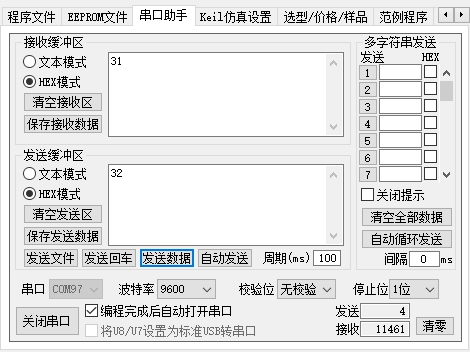 程序文件 EEPROM文件 串口助手 Keil仿真设置 选型/价格/样品 范例程序
接收缓冲区
文本模式
HEX模式
清空接收区
保存接收数据
31
发送缓冲区
文本模式
HEX模式
清空发送区
保存发送数据
32
发送文件 发送回车 发送数据 自动发送 周期(ms) 100
多字符串发送
发送 HEX
1
2
3
4
5
6
7
关闭提示
清空全部数据
自动循环发送
间隔 0 ms
串口 COM97 波特率 9600 校验位 无校验 停止位 1位
关闭串口
编程完成后自动打开串口
将U8/U7设置为标准USB转串口
发送 4
接收 11461
清零